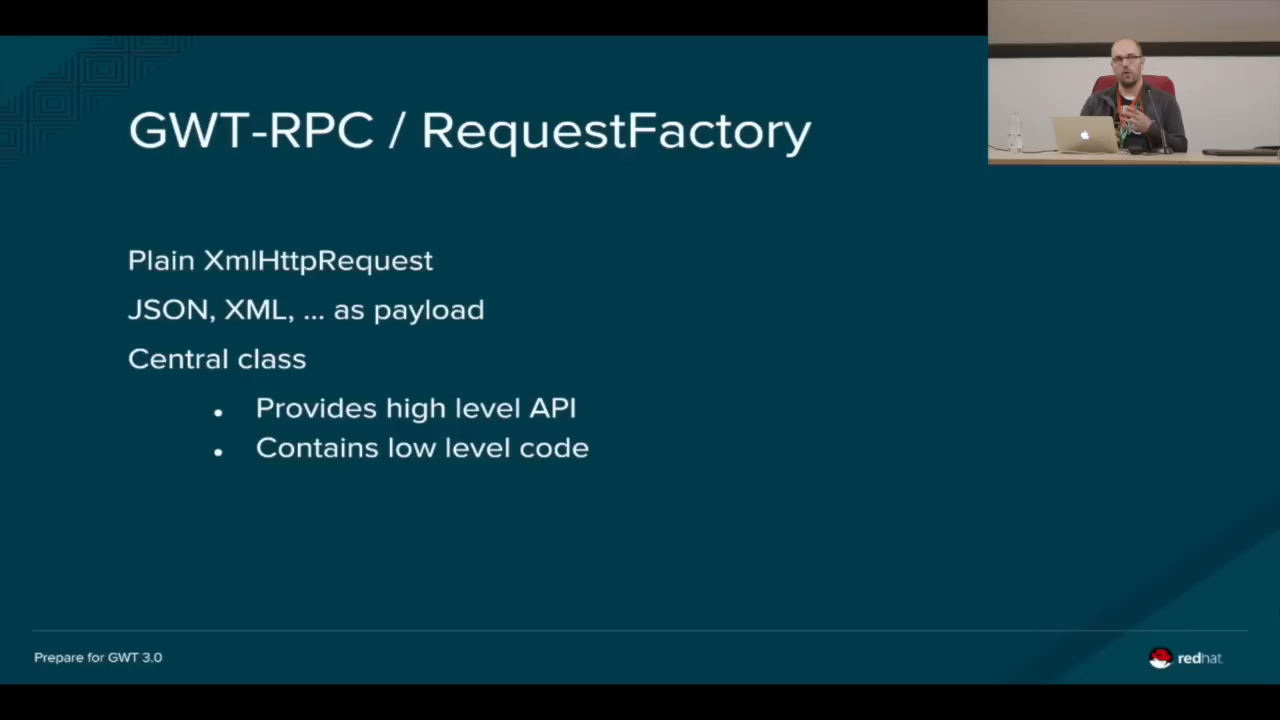 GWT-RPC / RequestFactory
Plain XmlHttpRequest
JSON, XML, ... as payload
Central class
• Provides high level API
• Contains low level code
Prepare for GWT 3.0
redhat.